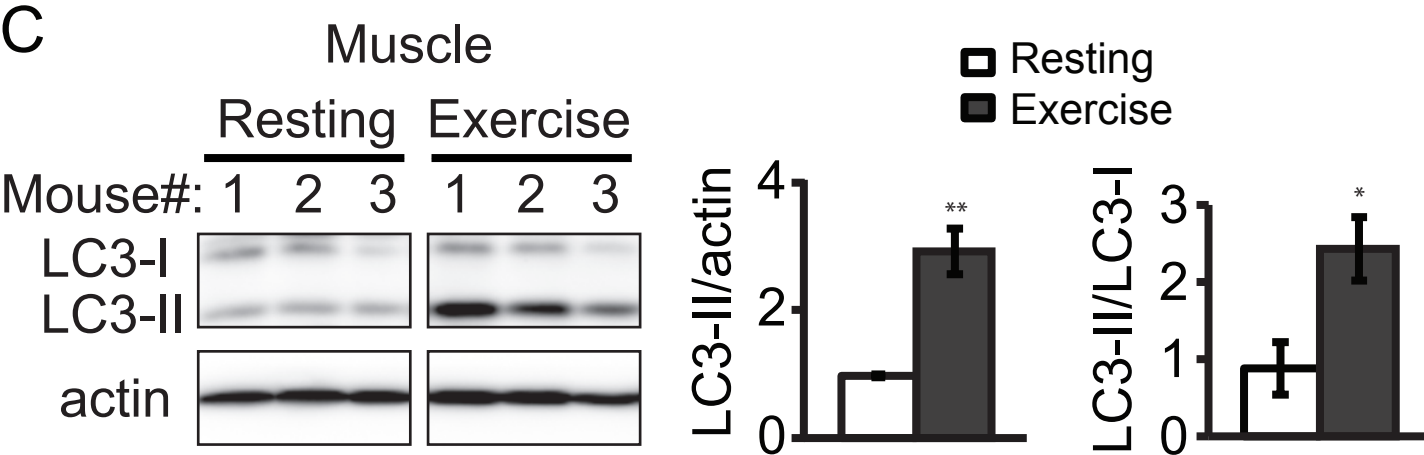 C
Muscle
Resting Exercise
Mouse#: 1 2 3 1 2 3
LC3-I
LC3-II
actin
Resting
Exercise
LC3-II/actin
4
2
0
**
LC3-II/LC3-I
3
2
1
0
*